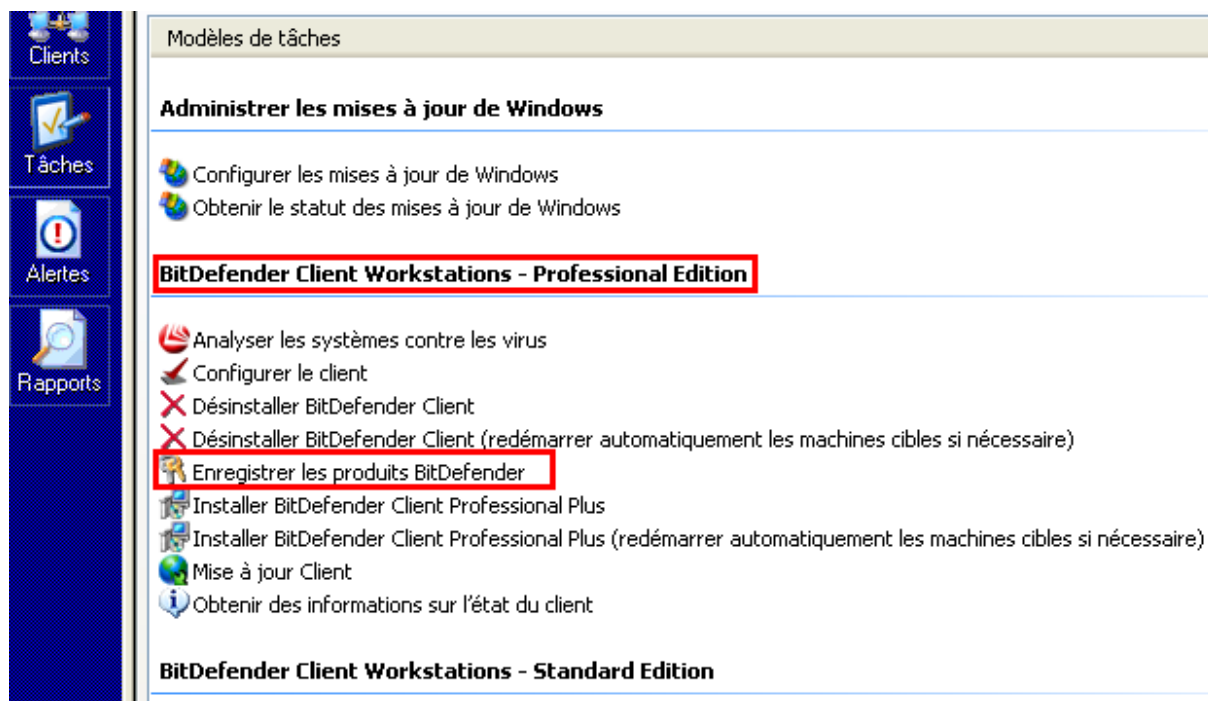 Clients
Tâches
Alertes
Rapports
Modèles de tâches
Administrer les mises à jour de Windows
Configurer les mises à jour de Windows
Obtenir le statut des mises à jour de Windows
BitDefender Client Workstations - Professional Edition
Analyser les systèmes contre les virus
Configurer le client
Désinstaller BitDefender Client
Désinstaller BitDefender Client (redémarrer automatiquement les machines cibles si nécessaire)
Enregistrer les produits BitDefender
Installer BitDefender Client Professional Plus
Installer BitDefender Client Professional Plus (redémarrer automatiquement les machines cibles si nécessaire)
Mise à jour Client
Obtenir des informations sur l'état du client
BitDefender Client Workstations - Standard Edition